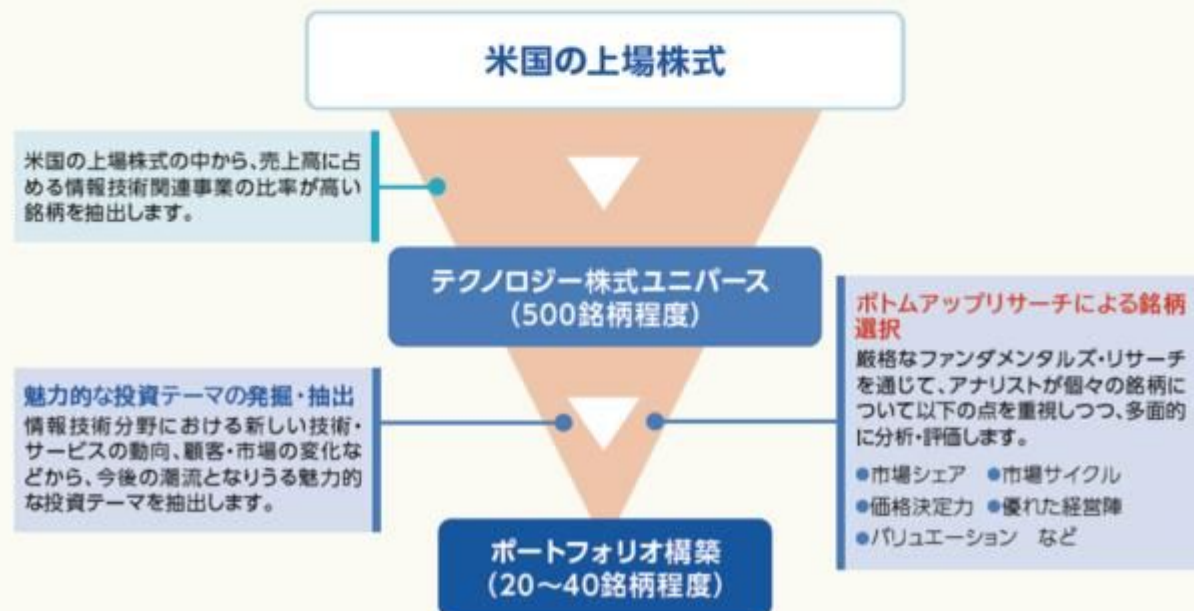 米国の上場株式
米国の上場株式の中から、売上高に占
める情報技術関連事業の比率が高い
銘柄を抽出します。
テクノロジー株式ユニバース
(500銘柄程度)
魅力的な投資テーマの発掘・抽出
情報技術分野における新しい技術・
サービスの動向、顧客・市場の変化な
どから、今後の潮流となりうる魅力的
な投資テーマを抽出します。
ボトムアップリサーチによる銘柄
選択
厳格なファンダメンタルズ・リサーチ
を通じて、アナリストが個々の銘柄に
ついて以下の点を重視しつつ、多面的
に分析・評価します。
●市場シェア ●市場サイクル
●価格決定力 ●優れた経営陣
●バリュエーション など
ポートフォリオ構築
(20～40銘柄程度)